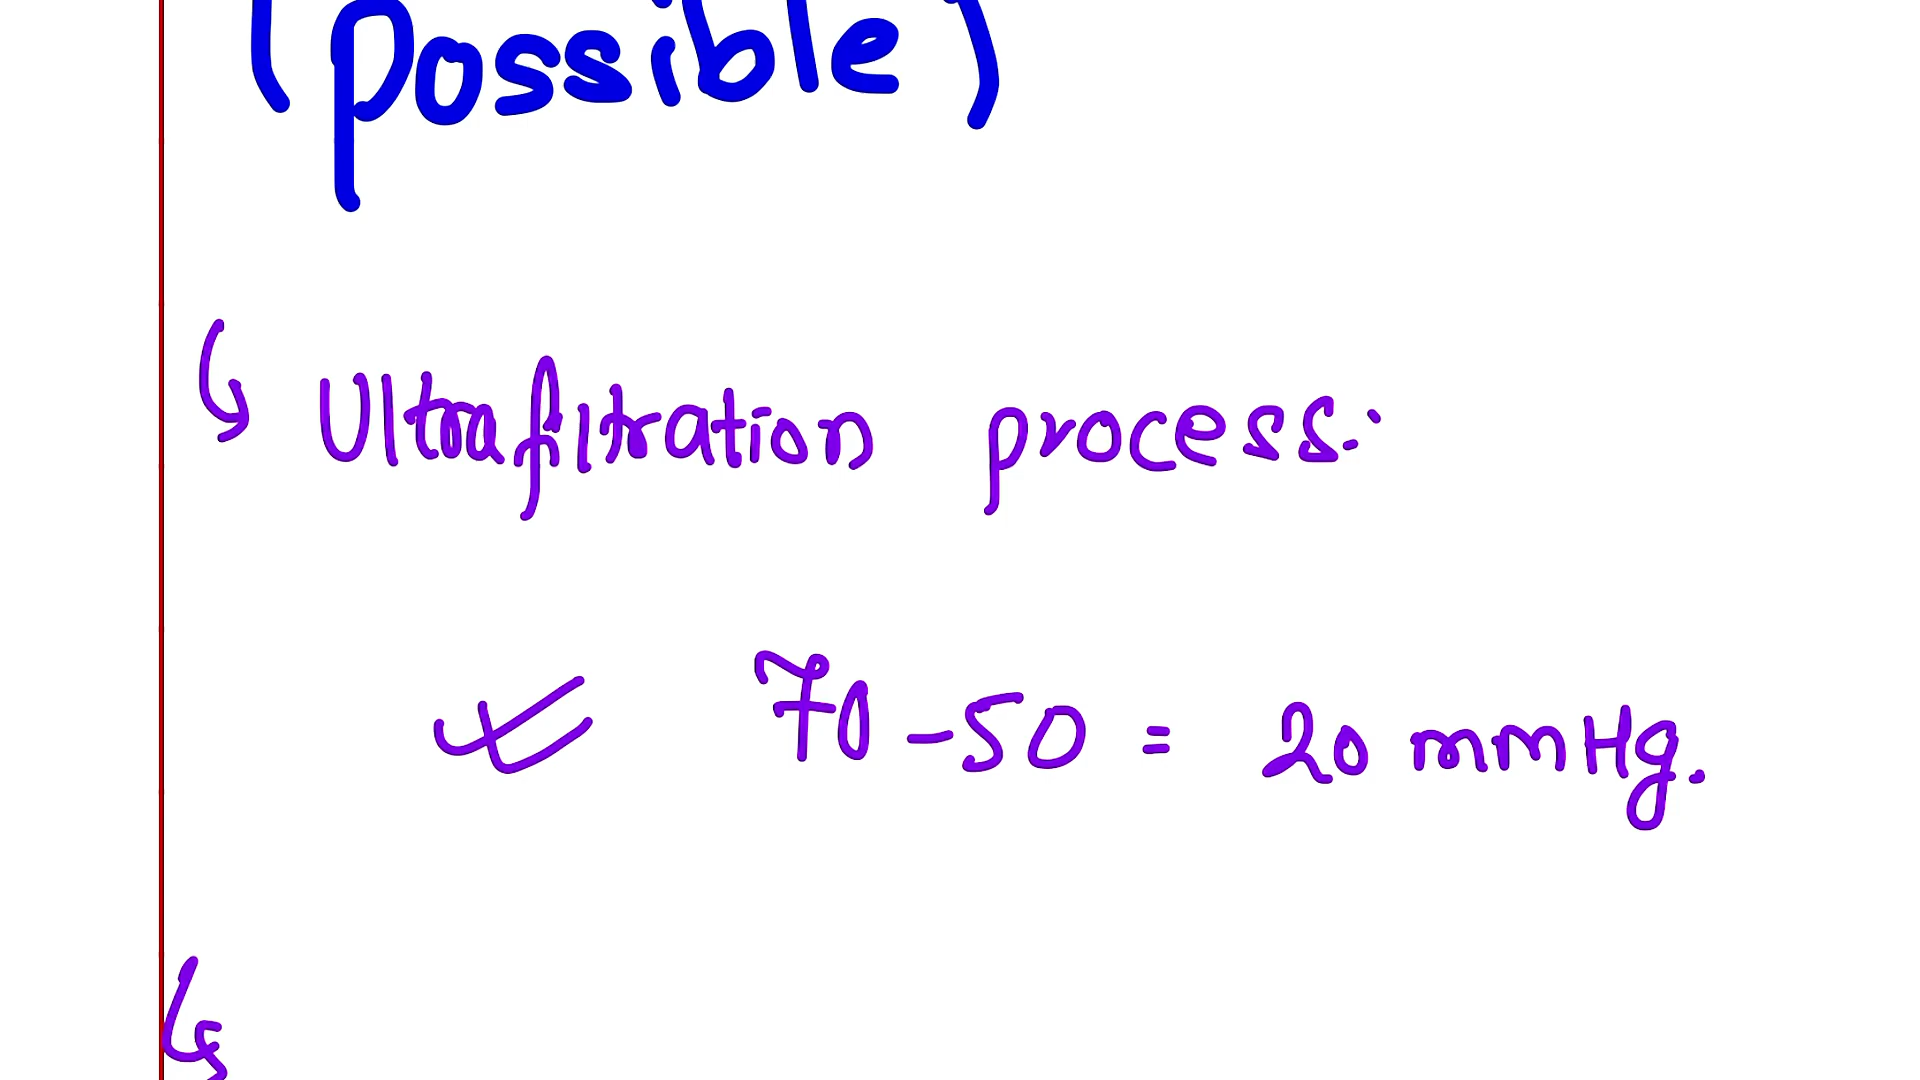 (possible)
Ultrafiltration process:
70-50 = 20 mmHg.